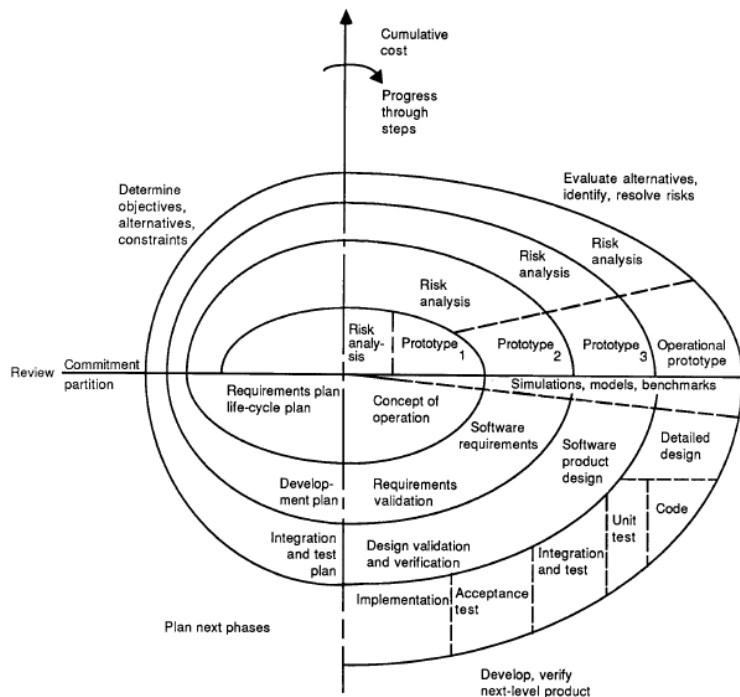 Cumulative
cost
Progress
through
steps
Evaluate alternatives,
identify, resolve risks
Determine
objectives,
alternatives,
constraints
Risk
analysis
Risk
analysis
Risk
analysis
Risk
analy-
sis
Prototype
1
Prototype
2
Prototype
3
Operational
prototype
Review
Commitment
partition
Simulations, models, benchmarks
Requirements plan
life-cycle plan
Concept of
operation
Software
requirements
Software
product
design
Detailed
design
Develop-
ment plan
Requirements
validation
Code
Unit
test
Integration
and test
plan
Design validation
and verification
Integration
and test
Acceptance
test
Implementation
Plan next phases
Develop, verify
next-level product